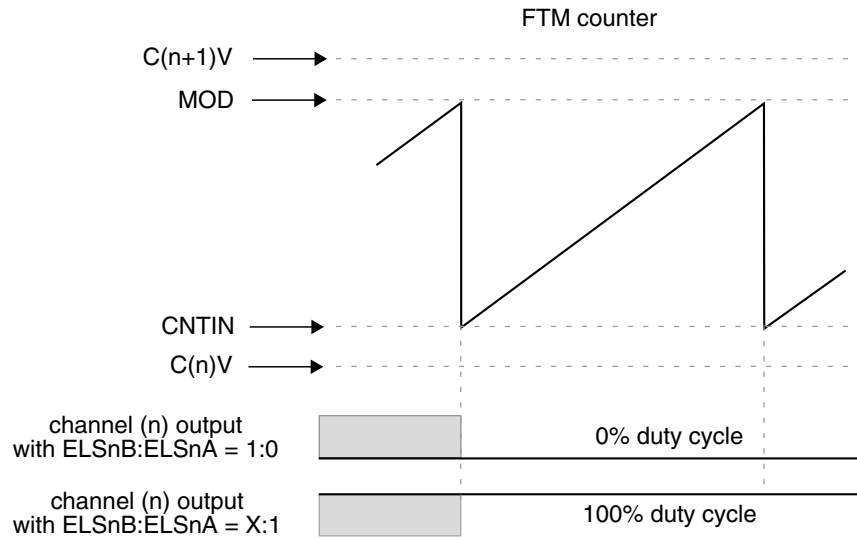 FTM counter
C(n+1)V
MOD
CNTIN
C(n)V
channel (n) output
with ELSnB:ELSnA = 1:0
0% duty cycle
channel (n) output
with ELSnB:ELSnA = X:1
100% duty cycle